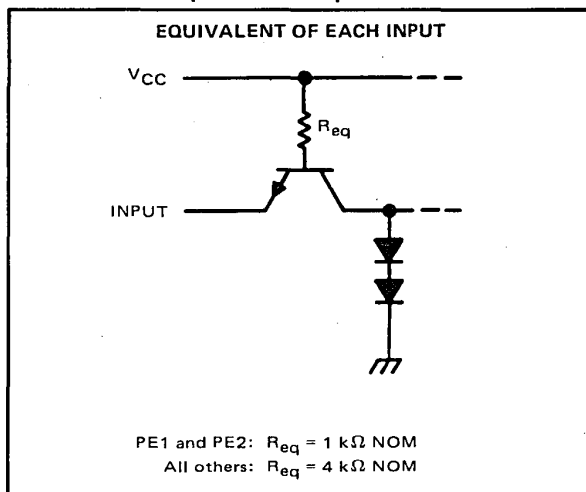 EQUIVALENT OF EACH INPUT
VCC
Req
INPUT
PE1 and PE2: Req = 1 kΩ NOM
All others: Req = 4 kΩ NOM